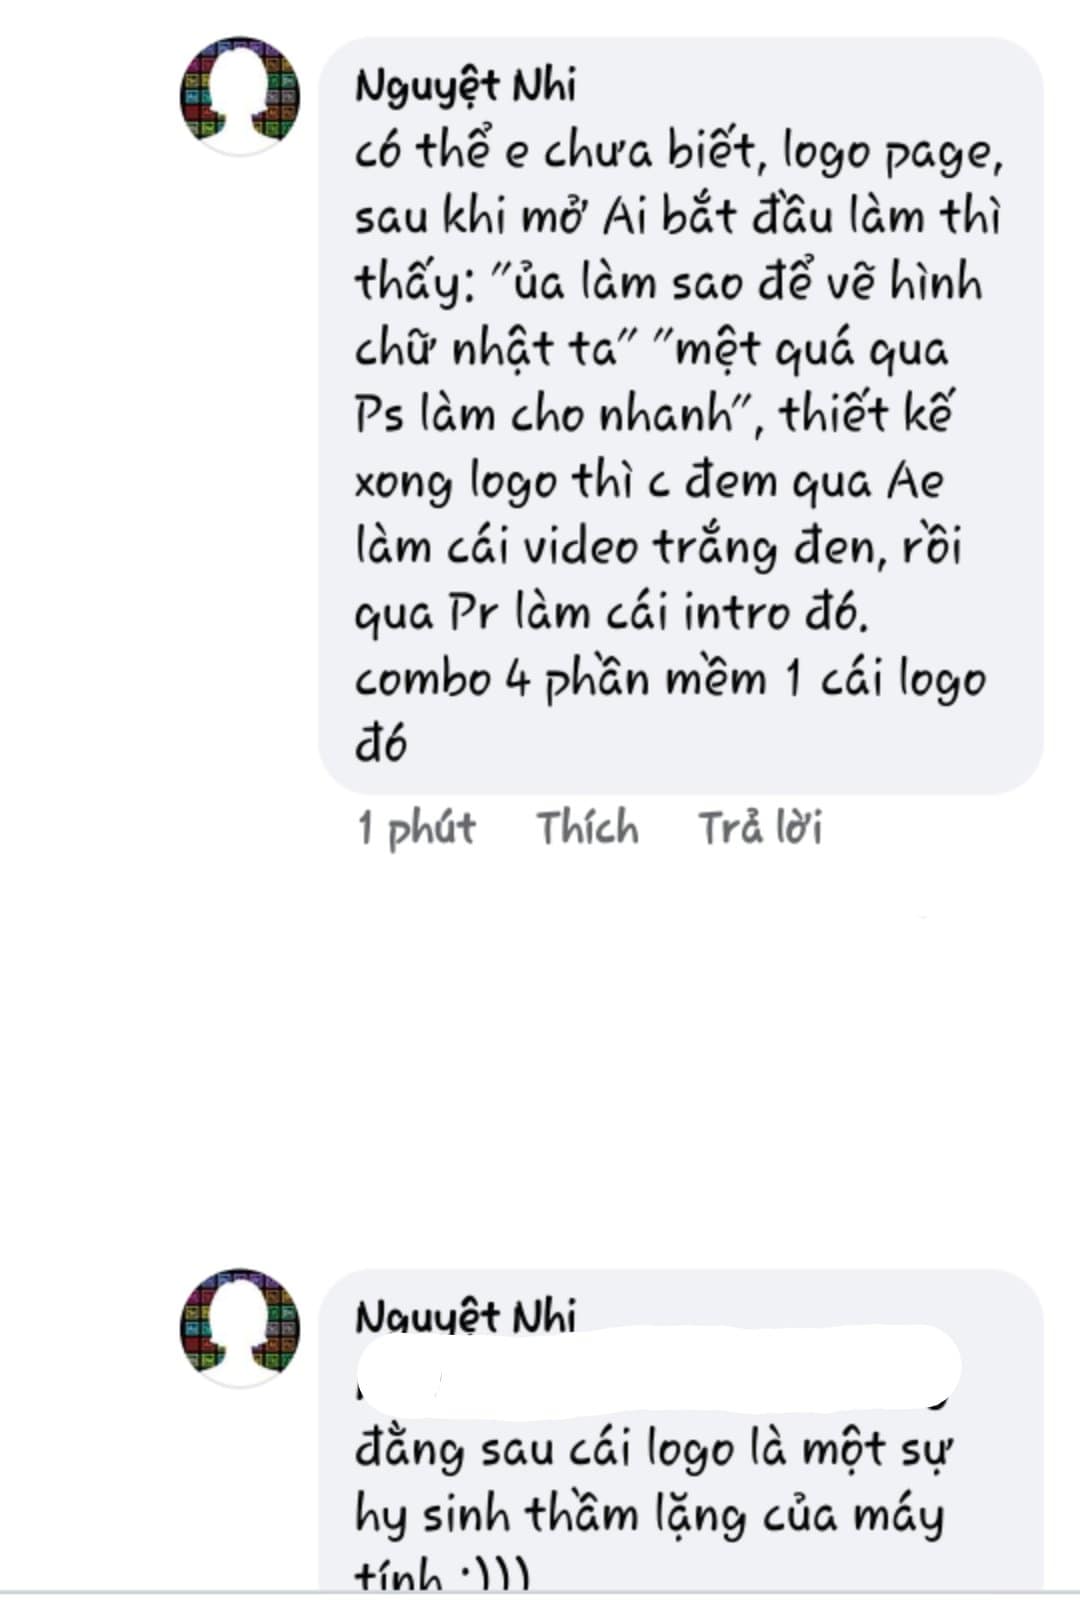 Nguyệt Nhi
có thể e chưa biết, logo page,
sau khi mở Ai bắt đầu làm thì
thấy: "ủa làm sao để vẽ hình
chữ nhật ta" "mệt quá qua
Ps làm cho nhanh", thiết kế
xong logo thì c đem qua Ae
làm cái video trắng đen, rồi
qua Pr làm cái intro đó.
combo 4 phần mềm 1 cái logo
đó
1 phút Thích Trả lời
Nguyệt Nhi
đằng sau cái logo là một sự
hy sinh thầm lặng của máy
tính :)))